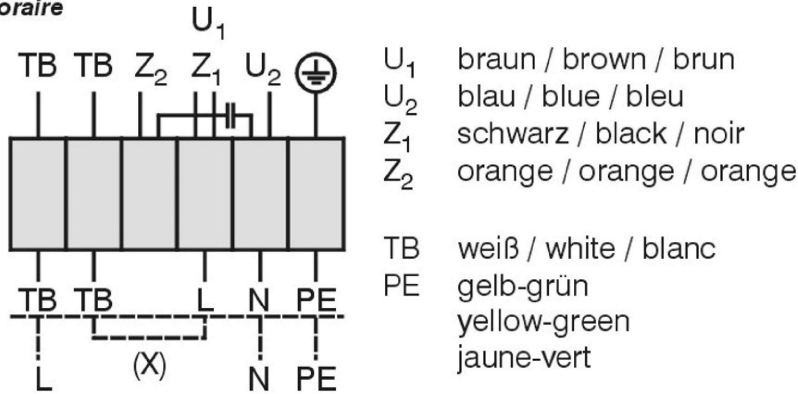 oraire
U1
TB TB Z2 Z1 U2
TB TB L N PE
(X)
L N PE
U1 braun / brown / brun
U2 blau / blue / bleu
Z1 schwarz / black / noir
Z2 orange / orange / orange
TB weiß / white / blanc
PE gelb-grün
yellow-green
jaune-vert